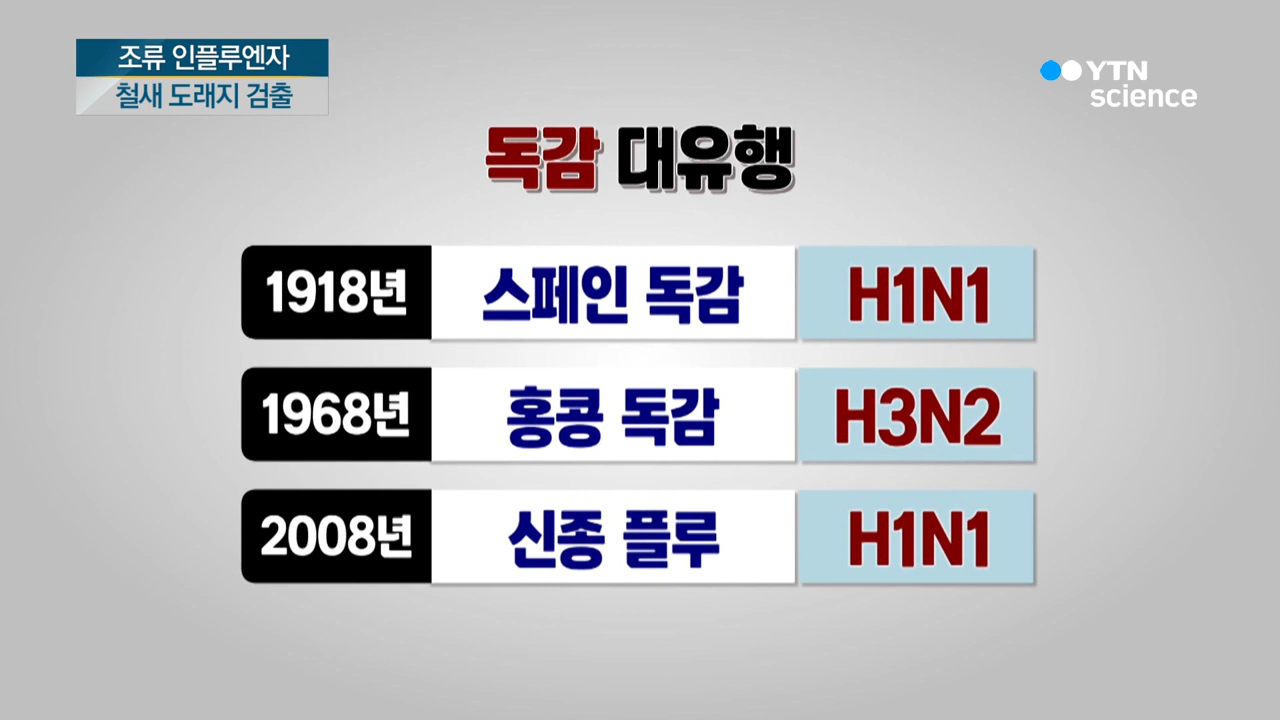 조류 인플루엔자
철새 도래지 검출
YTN
science
독감 대유행
1918년 스페인 독감 H1N1
1968년 홍콩 독감 H3N2
2008년 신종 플루 H1N1